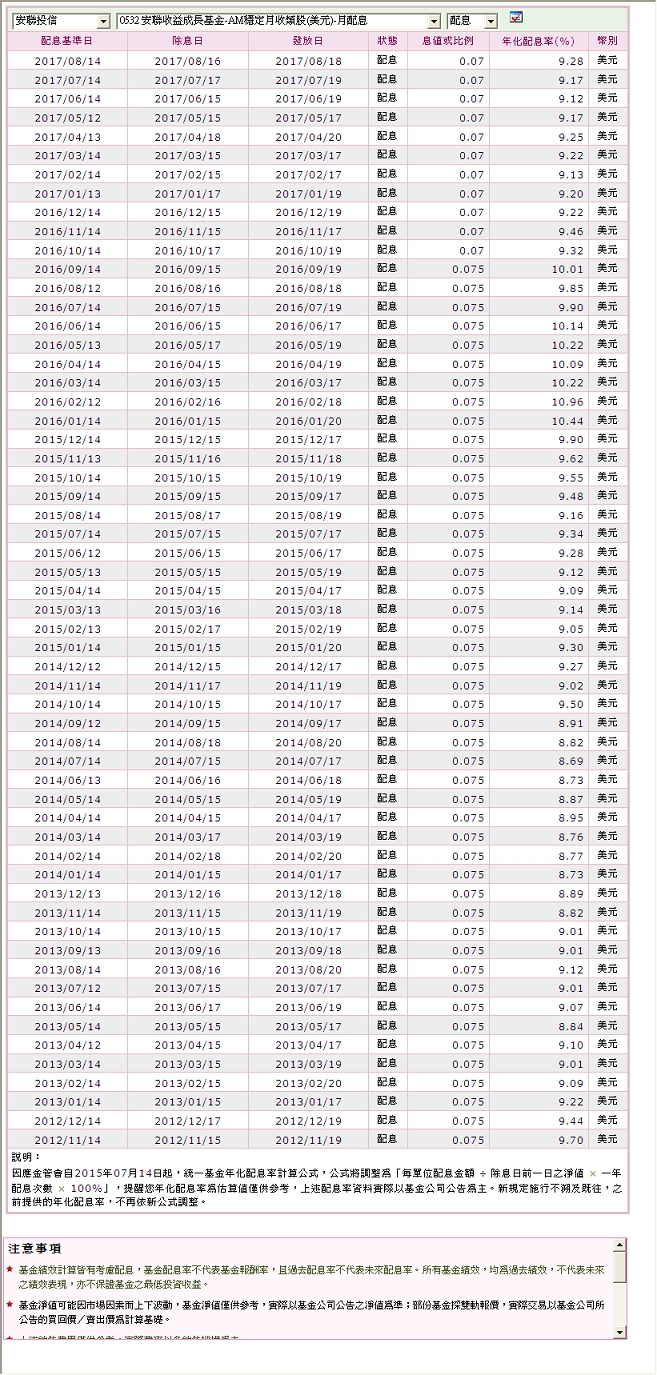 安聯投信 0532 安聯收益成長基金-AM穩定月收類股(美元)-月配息 配息
配息基準日 除息日 發放日 狀態 息值或比例 年化配息率(%) 幣別
2017/08/14 2017/08/16 2017/08/18 配息 0.07 9.28 美元
2017/07/14 2017/07/17 2017/07/19 配息 0.07 9.17 美元
2017/06/14 2017/06/15 2017/06/19 配息 0.07 9.12 美元
2017/05/12 2017/05/15 2017/05/17 配息 0.07 9.17 美元
2017/04/13 2017/04/18 2017/04/20 配息 0.07 9.25 美元
2017/03/14 2017/03/15 2017/03/17 配息 0.07 9.22 美元
2017/02/14 2017/02/15 2017/02/17 配息 0.07 9.13 美元
2017/01/13 2017/01/17 2017/01/19 配息 0.07 9.20 美元
2016/12/14 2016/12/15 2016/12/19 配息 0.07 9.22 美元
2016/11/14 2016/11/15 2016/11/17 配息 0.07 9.46 美元
2016/10/14 2016/10/17 2016/10/19 配息 0.07 9.32 美元
2016/09/14 2016/09/15 2016/09/19 配息 0.075 10.01 美元
2016/08/12 2016/08/16 2016/08/18 配息 0.075 9.85 美元
2016/07/14 2016/07/15 2016/07/19 配息 0.075 9.90 美元
2016/06/14 2016/06/15 2016/06/17 配息 0.075 10.14 美元
2016/05/13 2016/05/17 2016/05/19 配息 0.075 10.22 美元
2016/04/14 2016/04/15 2016/04/19 配息 0.075 10.09 美元
2016/03/14 2016/03/15 2016/03/17 配息 0.075 10.22 美元
2016/02/12 2016/02/16 2016/02/18 配息 0.075 10.96 美元
2016/01/14 2016/01/15 2016/01/20 配息 0.075 10.44 美元
2015/12/14 2015/12/15 2015/12/17 配息 0.075 9.90 美元
2015/11/13 2015/11/16 2015/11/18 配息 0.075 9.62 美元
2015/10/14 2015/10/15 2015/10/19 配息 0.075 9.55 美元
2015/09/14 2015/09/15 2015/09/17 配息 0.075 9.48 美元
2015/08/14 2015/08/17 2015/08/19 配息 0.075 9.16 美元
2015/07/14 2015/07/15 2015/07/17 配息 0.075 9.34 美元
2015/06/12 2015/06/15 2015/06/17 配息 0.075 9.28 美元
2015/05/13 2015/05/15 2015/05/19 配息 0.075 9.12 美元
2015/04/14 2015/04/15 2015/04/17 配息 0.075 9.09 美元
2015/03/13 2015/03/16 2015/03/18 配息 0.075 9.14 美元
2015/02/13 2015/02/17 2015/02/19 配息 0.075 9.05 美元
2015/01/14 2015/01/15 2015/01/20 配息 0.075 9.30 美元
2014/12/12 2014/12/15 2014/12/17 配息 0.075 9.27 美元
2014/11/14 2014/11/17 2014/11/19 配息 0.075 9.02 美元
2014/10/14 2014/10/15 2014/10/17 配息 0.075 9.50 美元
2014/09/12 2014/09/15 2014/09/17 配息 0.075 8.91 美元
2014/08/14 2014/08/18 2014/08/20 配息 0.075 8.82 美元
2014/07/14 2014/07/15 2014/07/17 配息 0.075 8.69 美元
2014/06/13 2014/06/16 2014/06/18 配息 0.075 8.73 美元
2014/05/14 2014/05/15 2014/05/19 配息 0.075 8.87 美元
2014/04/14 2014/04/15 2014/04/17 配息 0.075 8.95 美元
2014/03/14 2014/03/17 2014/03/19 配息 0.075 8.76 美元
2014/02/14 2014/02/18 2014/02/20 配息 0.075 8.77 美元
2014/01/14 2014/01/15 2014/01/17 配息 0.075 8.73 美元
2013/12/13 2013/12/16 2013/12/18 配息 0.075 8.89 美元
2013/11/14 2013/11/15 2013/11/19 配息 0.075 8.82 美元
2013/10/14 2013/10/15 2013/10/17 配息 0.075 9.01 美元
2013/09/13 2013/09/16 2013/09/18 配息 0.075 9.01 美元
2013/08/14 2013/08/16 2013/08/20 配息 0.075 9.12 美元
2013/07/12 2013/07/15 2013/07/17 配息 0.075 9.01 美元
2013/06/14 2013/06/17 2013/06/19 配息 0.075 9.07 美元
2013/05/14 2013/05/15 2013/05/17 配息 0.075 8.84 美元
2013/04/12 2013/04/15 2013/04/17 配息 0.075 9.10 美元
2013/03/14 2013/03/15 2013/03/19 配息 0.075 9.01 美元
2013/02/14 2013/02/15 2013/02/20 配息 0.075 9.09 美元
2013/01/14 2013/01/15 2013/01/17 配息 0.075 9.22 美元
2012/12/14 2012/12/17 2012/12/19 配息 0.075 9.44 美元
2012/11/14 2012/11/15 2012/11/19 配息 0.075 9.70 美元
說明：
因應金管會自2015年07月14日起，統一基金年化配息率計算公式，公式將調整為「每單位配息金額 ÷ 除息日前一日之淨值 × 一年
配息次數 × 100%」，提醒您年化配息率為估算值僅供參考，上述配息率資料實際以基金公司公告為主。新規定施行不溯及既往，之
前提供的年化配息率，不再依新公式調整。
注意事項
★ 基金績效計算皆有考慮配息，基金配息率不代表基金報酬率，且過去配息率不代表未來配息率。所有基金績效，均為過去績效，不代表未來
之績效表現，亦不保證基金之最低投資收益。
★ 基金淨值可能因市場因素而上下波動，基金淨值僅供參考，實際以基金公司公告之淨值為準；部份基金採雙軌報價，實際交易以基金公司所
公告的買回價／賣出價為計算基礎。